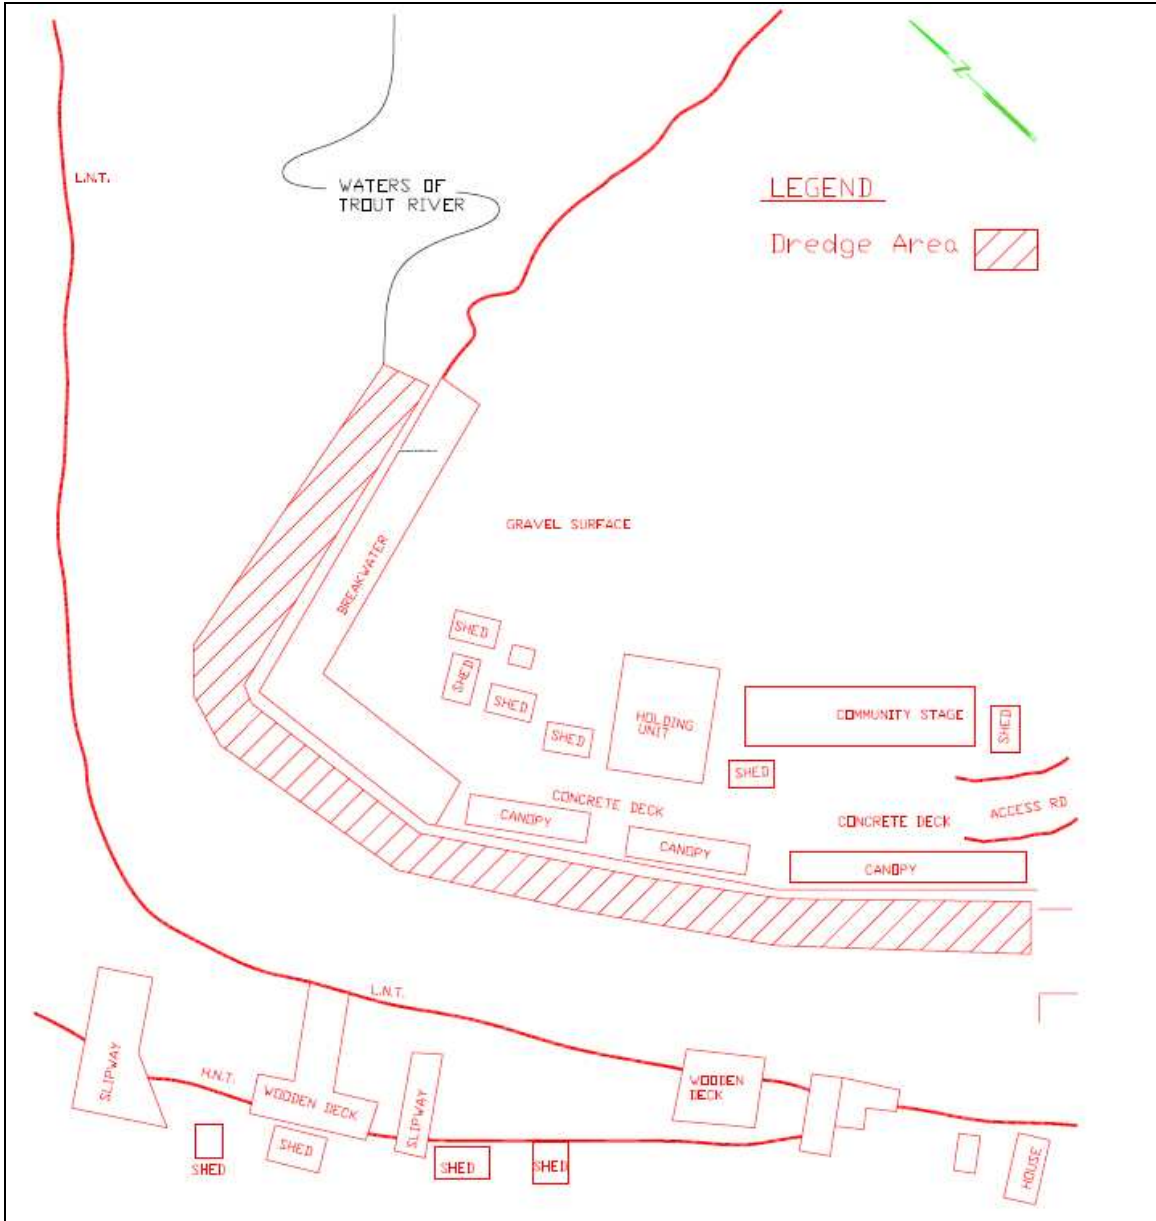 N
L.N.T.
WATERS OF
TROUT RIVER
LEGEND
Dredge Area
GRAVEL SURFACE
BREAKWATER
SHED
SHED
SHED
SHED
HOLDING
UNIT
COMMUNITY STAGE
SHED
SHED
CONCRETE DECK
CANOPY
CANOPY
CONCRETE DECK
ACCESS RD
CANOPY
L.N.T.
SLIPWAY
H.N.T.
WOODEN DECK
SLIPWAY
WOODEN
DECK
SHED
SHED
SHED
SHED
HOUSE